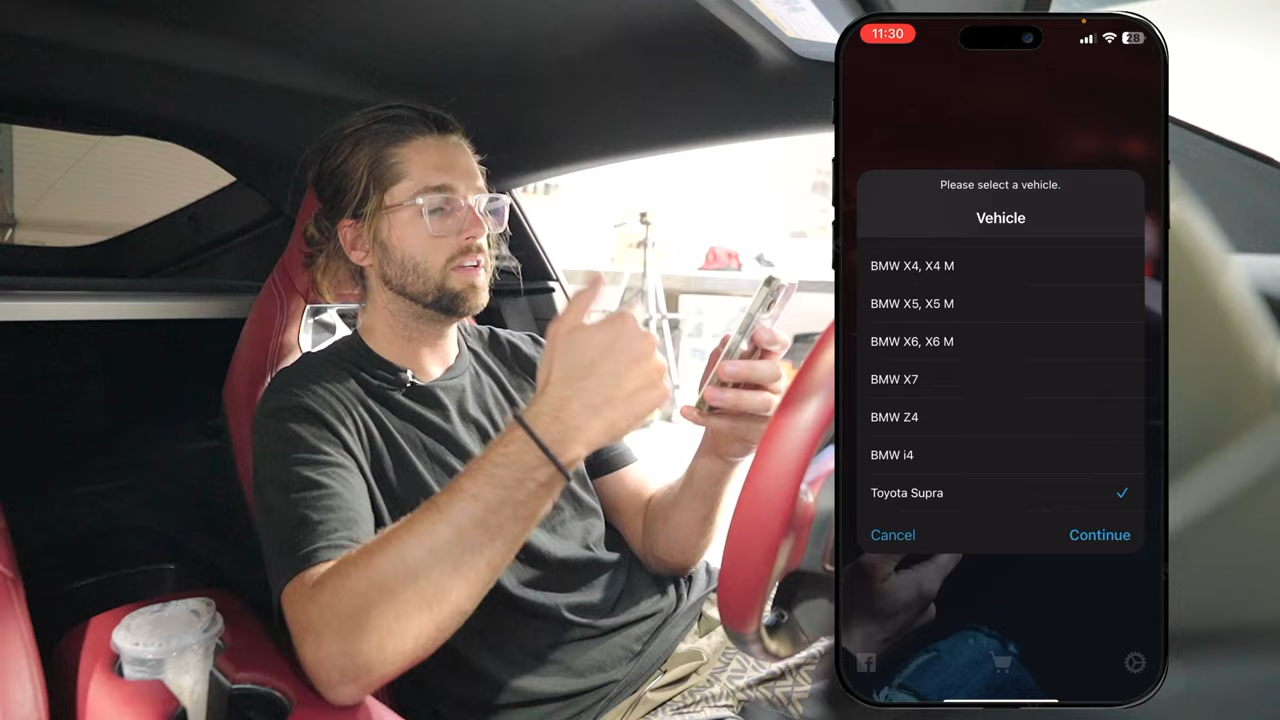 11:30
28
Please select a vehicle.
Vehicle
BMW X4, X4 M
BMW X5, X5 M
BMW X6, X6 M
BMW X7
BMW Z4
BMW i4
Toyota Supra
Cancel
Continue